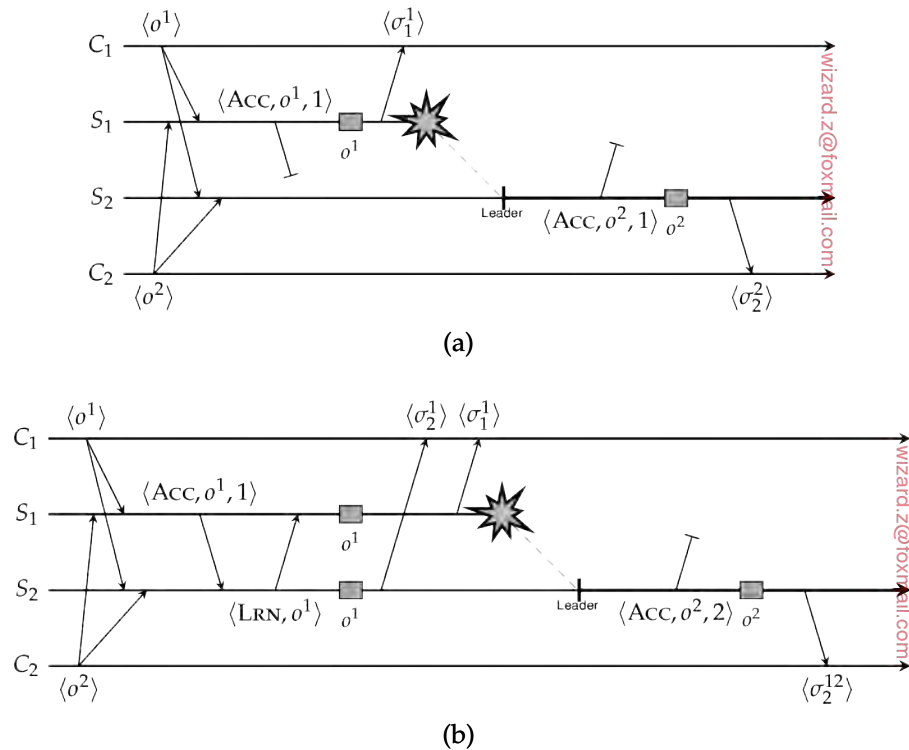 ⟨o¹⟩ ⟨σ₁¹⟩
C₁
⟨Acc, o¹, 1⟩
S₁
o¹
S₂
Leader
⟨Acc, o², 1⟩ o²
C₂
⟨o²⟩ ⟨σ₂²⟩
wizard.z@foxmail.com
(a)
⟨o¹⟩ ⟨σ₂¹⟩ ⟨σ₁¹⟩
C₁
⟨Acc, o¹, 1⟩
S₁
o¹
S₂
⟨Lrn, o¹⟩ o¹
Leader
⟨Acc, o², 2⟩ o²
C₂
⟨o²⟩ ⟨σ₂¹²⟩
wizard.z@foxmail.com
(b)